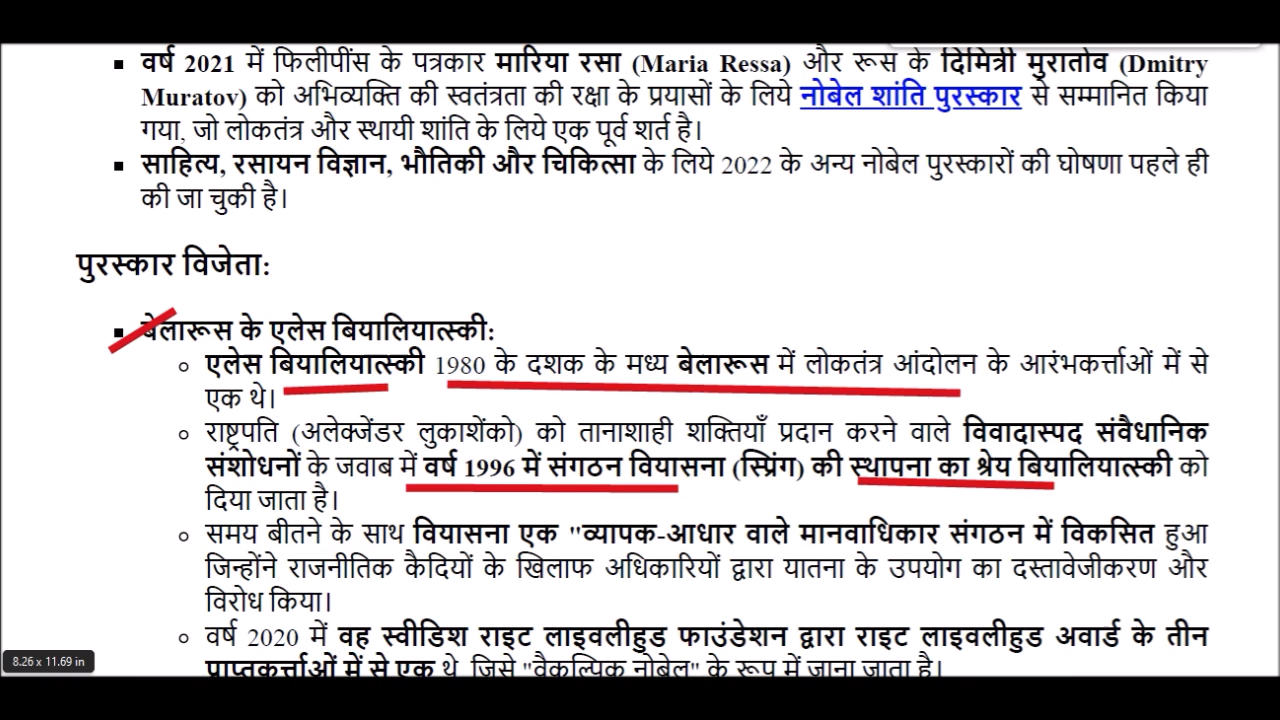 ▪ वर्ष 2021 में फिलीपींस के पत्रकार मारिया रसा (Maria Ressa) और रूस के दिमित्री मुरातोव (Dmitry
Muratov) को अभिव्यक्ति की स्वतंत्रता की रक्षा के प्रयासों के लिये नोबेल शांति पुरस्कार से सम्मानित किया
गया, जो लोकतंत्र और स्थायी शांति के लिये एक पूर्व शर्त है।
▪ साहित्य, रसायन विज्ञान, भौतिकी और चिकित्सा के लिये 2022 के अन्य नोबेल पुरस्कारों की घोषणा पहले ही
की जा चुकी है।
पुरस्कार विजेता:
▪ बेलारूस के एलेस बियालियात्स्की:
○ एलेस बियालियात्स्की 1980 के दशक के मध्य बेलारूस में लोकतंत्र आंदोलन के आरंभकर्त्ताओं में से
एक थे।
○ राष्ट्रपति (अलेक्जेंडर लुकाशेंको) को तानाशाही शक्तियाँ प्रदान करने वाले विवादास्पद संवैधानिक
संशोधनों के जवाब में वर्ष 1996 में संगठन वियासना (स्प्रिंग) की स्थापना का श्रेय बियालियात्स्की को
दिया जाता है।
○ समय बीतने के साथ वियासना एक "व्यापक-आधार वाले मानवाधिकार संगठन में विकसित हुआ
जिन्होंने राजनीतिक कैदियों के खिलाफ अधिकारियों द्वारा यातना के उपयोग का दस्तावेजीकरण और
विरोध किया।
○ वर्ष 2020 में वह स्वीडिश राइट लाइवलीहुड फाउंडेशन द्वारा राइट लाइवलीहुड अवार्ड के तीन
प्राप्तकर्त्ताओं में से एक थे, जिसे "वैकल्पिक नोबेल" के रूप में जाना जाता है।
8.26 x 11.69 in